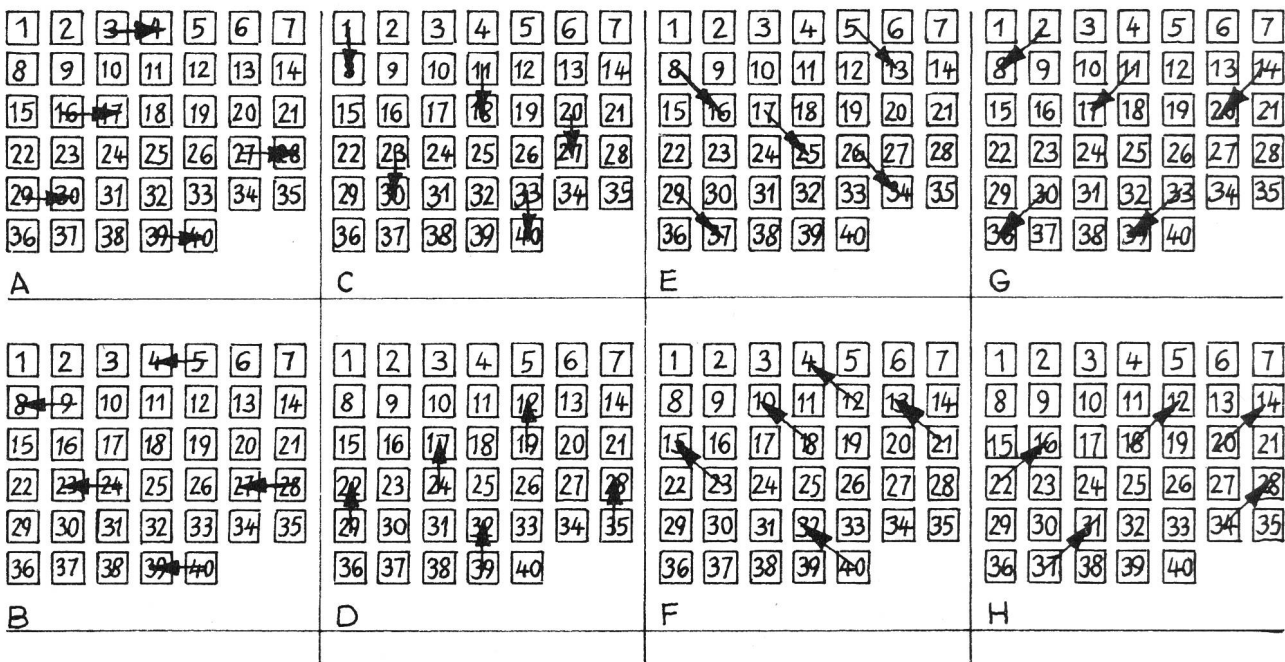 1 2 3 4 5 6 7
8 9 10 11 12 13 14
15 16 17 18 19 20 21
22 23 24 25 26 27 28
29 30 31 32 33 34 35
36 37 38 39 40
A
1 2 3 4 5 6 7
8 9 10 11 12 13 14
15 16 17 18 19 20 21
22 23 24 25 26 27 28
29 30 31 32 33 34 35
36 37 38 39 40
C
1 2 3 4 5 6 7
8 9 10 11 12 13 14
15 16 17 18 19 20 21
22 23 24 25 26 27 28
29 30 31 32 33 34 35
36 37 38 39 40
E
1 2 3 4 5 6 7
8 9 10 11 12 13 14
15 16 17 18 19 20 21
22 23 24 25 26 27 28
29 30 31 32 33 34 35
36 37 38 39 40
G
1 2 3 4 5 6 7
8 9 10 11 12 13 14
15 16 17 18 19 20 21
22 23 24 25 26 27 28
29 30 31 32 33 34 35
36 37 38 39 40
B
1 2 3 4 5 6 7
8 9 10 11 12 13 14
15 16 17 18 19 20 21
22 23 24 25 26 27 28
29 30 31 32 33 34 35
36 37 38 39 40
D
1 2 3 4 5 6 7
8 9 10 11 12 13 14
15 16 17 18 19 20 21
22 23 24 25 26 27 28
29 30 31 32 33 34 35
36 37 38 39 40
F
1 2 3 4 5 6 7
8 9 10 11 12 13 14
15 16 17 18 19 20 21
22 23 24 25 26 27 28
29 30 31 32 33 34 35
36 37 38 39 40
H